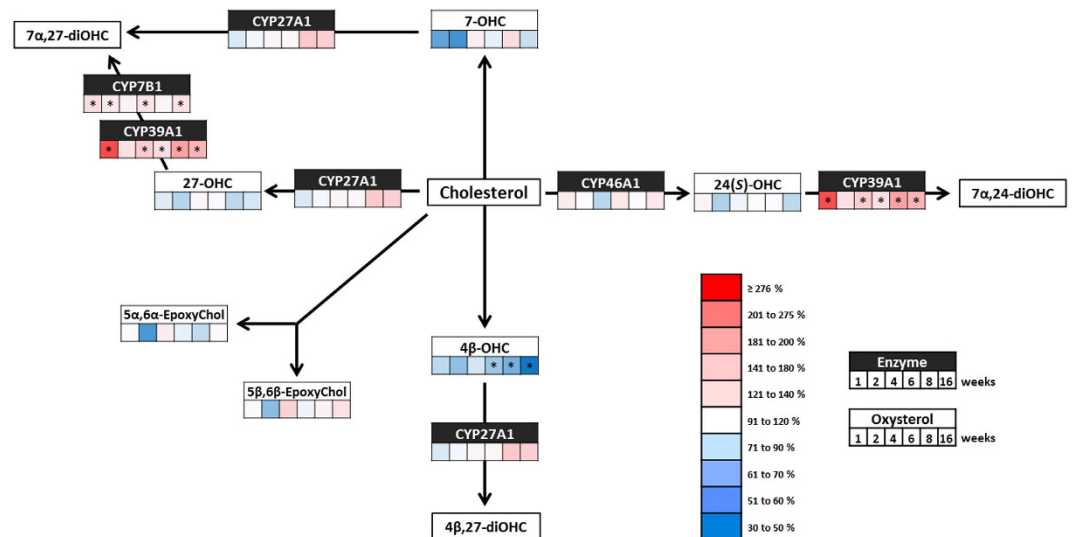 CYP27A1
7-OHC
7α,27-diOHC
CYP7B1
* * * *
CYP39A1
* * * * *
27-OHC
CYP27A1
Cholesterol
CYP46A1
24(S)-OHC
CYP39A1
* * * * *
7α,24-diOHC
5α,6α-EpoxyChol
4β-OHC
* * *
5β,6β-EpoxyChol
CYP27A1
4β,27-diOHC
≥ 276 %
201 to 275 %
181 to 200 %
141 to 180 %
121 to 140 %
91 to 120 %
71 to 90 %
61 to 70 %
51 to 60 %
30 to 50 %
Enzyme
1 2 4 6 8 16 weeks
Oxysterol
1 2 4 6 8 16 weeks